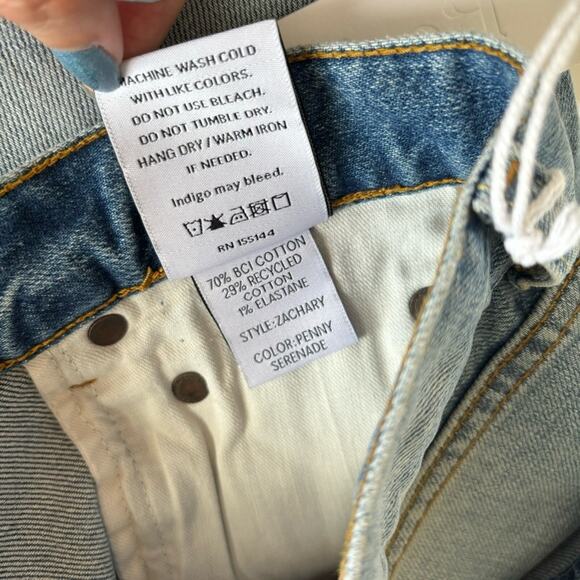 MACHINE WASH COLD
WITH LIKE COLORS.
DO NOT USE BLEACH.
DO NOT TUMBLE DRY.
HANG DRY / WARM IRON
IF NEEDED.
Indigo may bleed.
RN 155144
70% BCI COTTON
29% RECYCLED
COTTON
1% ELASTANE
STYLE:ZACHARY
COLOR:PENNY
SERENADE